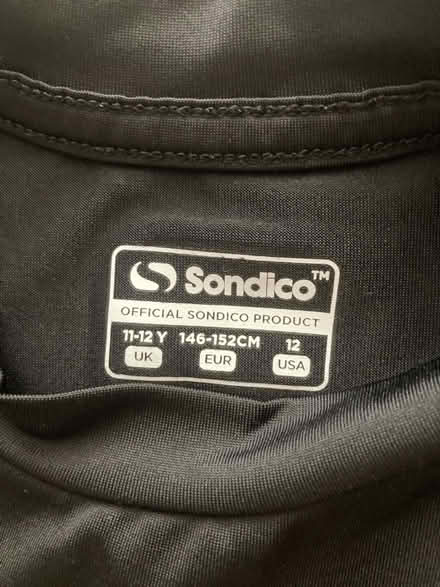 Sondico™
OFFICIAL SONDICO PRODUCT
11-12 Y 146-152CM 12
UK EUR USA